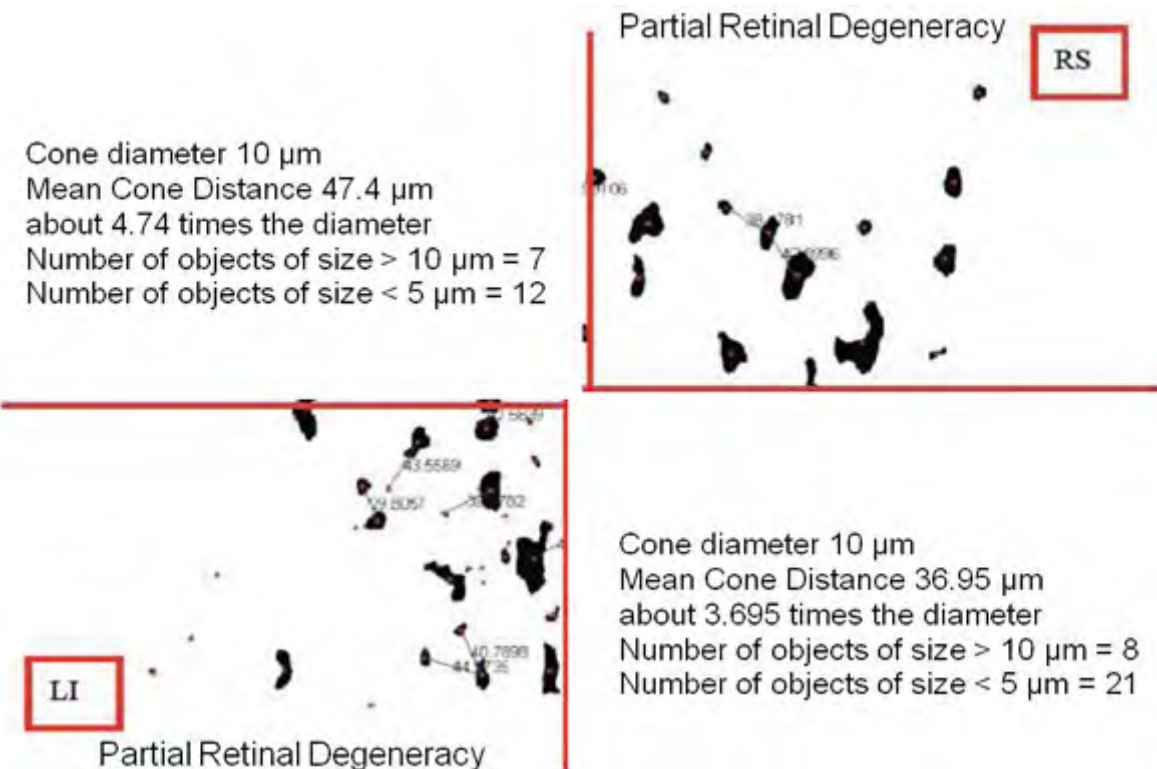 Partial Retinal Degeneracy
RS
Cone diameter 10 µm
Mean Cone Distance 47.4 µm
about 4.74 times the diameter
Number of objects of size > 10 µm = 7
Number of objects of size < 5 µm = 12
43.5569
40.7898
Cone diameter 10 µm
Mean Cone Distance 36.95 µm
about 3.695 times the diameter
Number of objects of size > 10 µm = 8
Number of objects of size < 5 µm = 21
LI
Partial Retinal Degeneracy